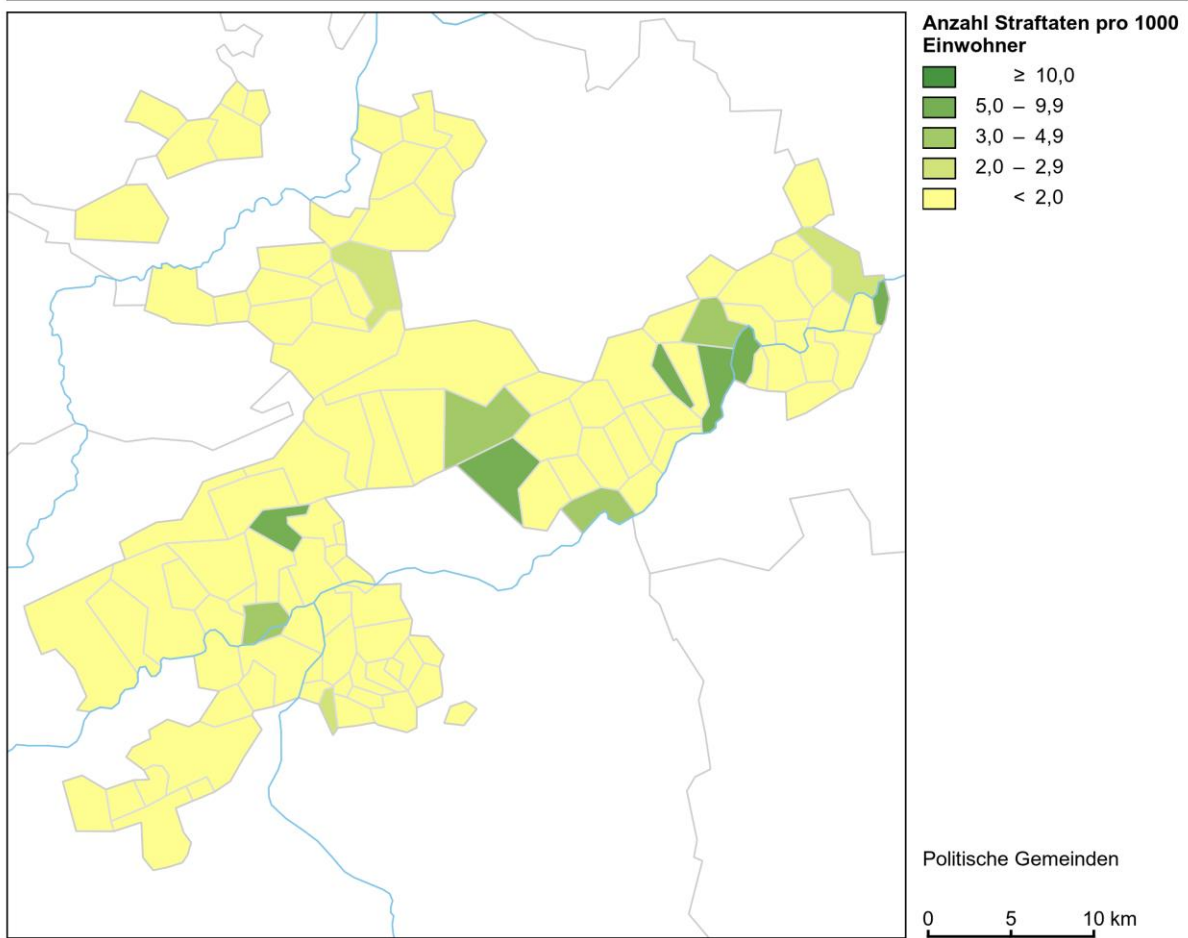 Anzahl Straftaten pro 1000
Einwohner
≥ 10,0
5,0 – 9,9
3,0 – 4,9
2,0 – 2,9
< 2,0
Politische Gemeinden
0 5 10 km